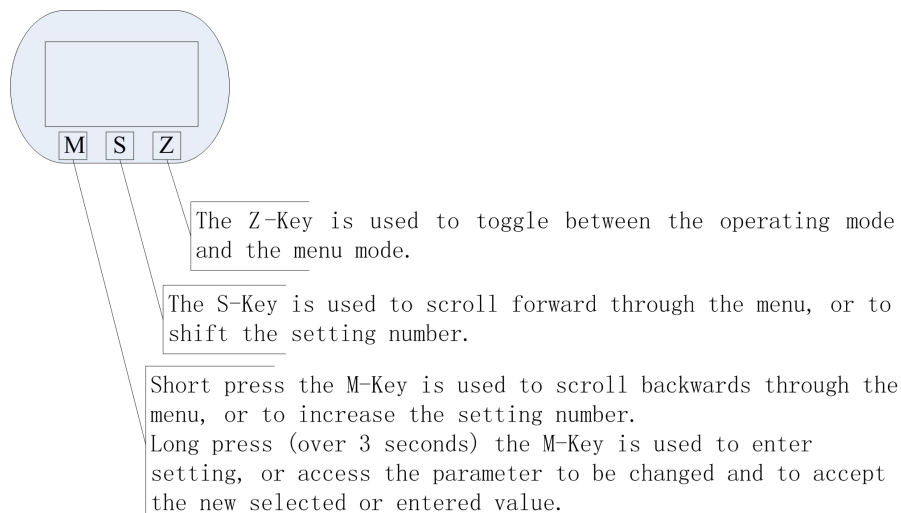 M S Z
The Z-Key is used to toggle between the operating mode
and the menu mode.
The S-Key is used to scroll forward through the menu, or to
shift the setting number.
Short press the M-Key is used to scroll backwards through the
menu, or to increase the setting number.
Long press (over 3 seconds) the M-Key is used to enter
setting, or access the parameter to be changed and to accept
the new selected or entered value.